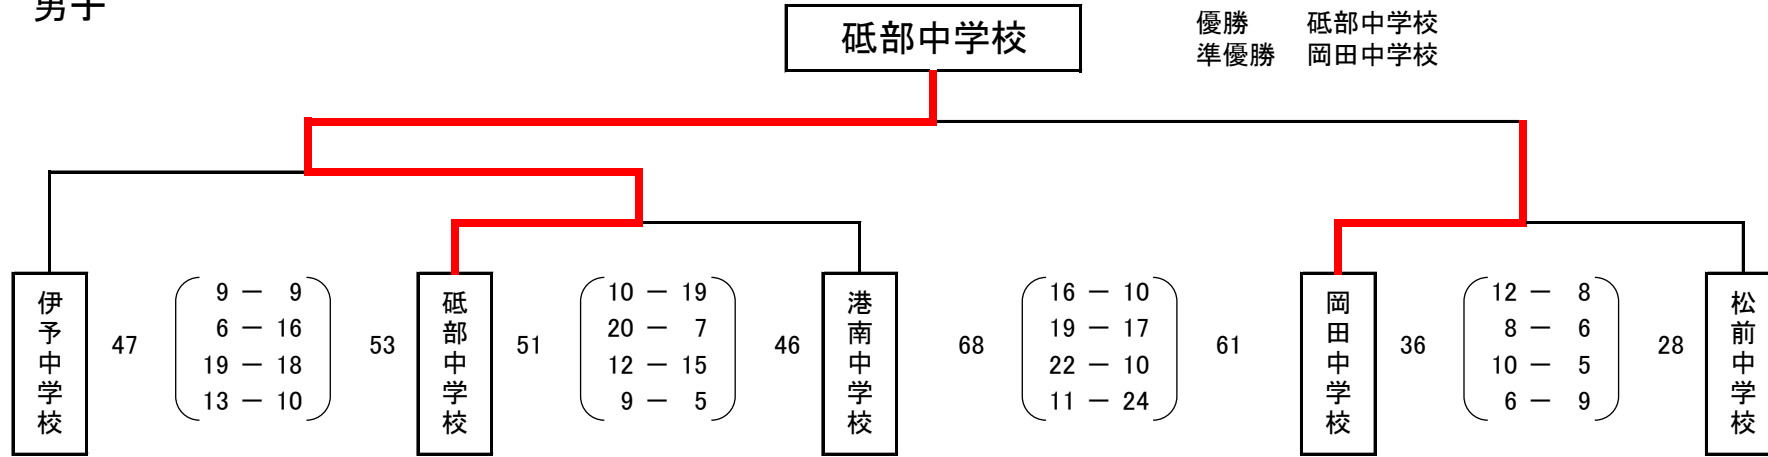 男子
砥部中学校
優勝 砥部中学校
準優勝 岡田中学校
伊予中学校
47
9 － 9
6 － 16
19 － 18
13 － 10
53
砥部中学校
51
10 － 19
20 － 7
12 － 15
9 － 5
46
港南中学校
68
16 － 10
19 － 17
22 － 10
11 － 24
61
岡田中学校
36
12 － 8
8 － 6
10 － 5
6 － 9
28
松前中学校